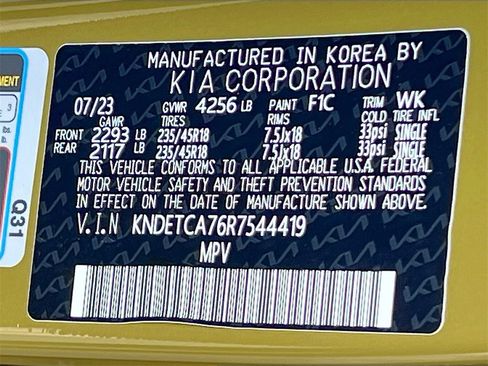 MANUFACTURED IN KOREA BY
KIA CORPORATION
07/23 GVWR 4256 LB PAINT F1C TRIM WK
GAWR TIRES RIMS COLD TIRE INFL
FRONT 2293 LB 235/45R18 7.5Jx18 33psi SINGLE
REAR 2117 LB 235/45R18 7.5Jx18 33psi SINGLE
THIS VEHICLE CONFORMS TO ALL APPLICABLE U.S.A. FEDERAL
MOTOR VEHICLE SAFETY AND THEFT PREVENTION STANDARDS
IN EFFECT ON THE DATE OF MANUFACTURE SHOWN ABOVE.
V.I.N KNDETCA76R7544419
MPV
Q31